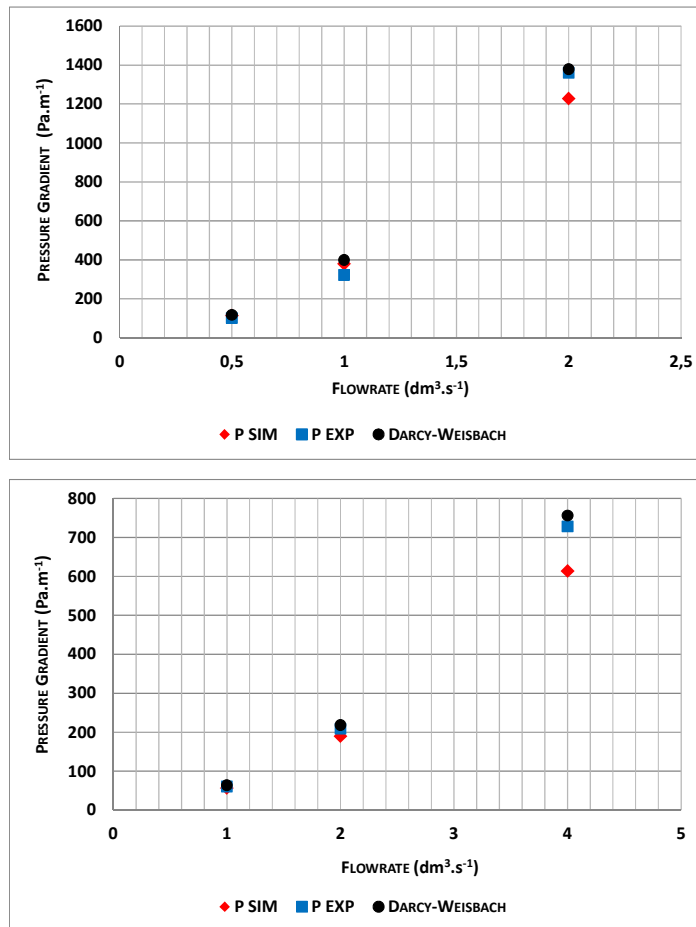 PRESSURE GRADIENT (Pa.m⁻¹)
1600
1400
1200
1000
800
600
400
200
0
0 0,5 1 1,5 2 2,5
FLOWRATE (dm³.s⁻¹)
P SIM P EXP DARCY-WEISBACH
PRESSURE GRADIENT (Pa.m⁻¹)
800
700
600
500
400
300
200
100
0
0 1 2 3 4 5
FLOWRATE (dm³.s⁻¹)
P SIM P EXP DARCY-WEISBACH